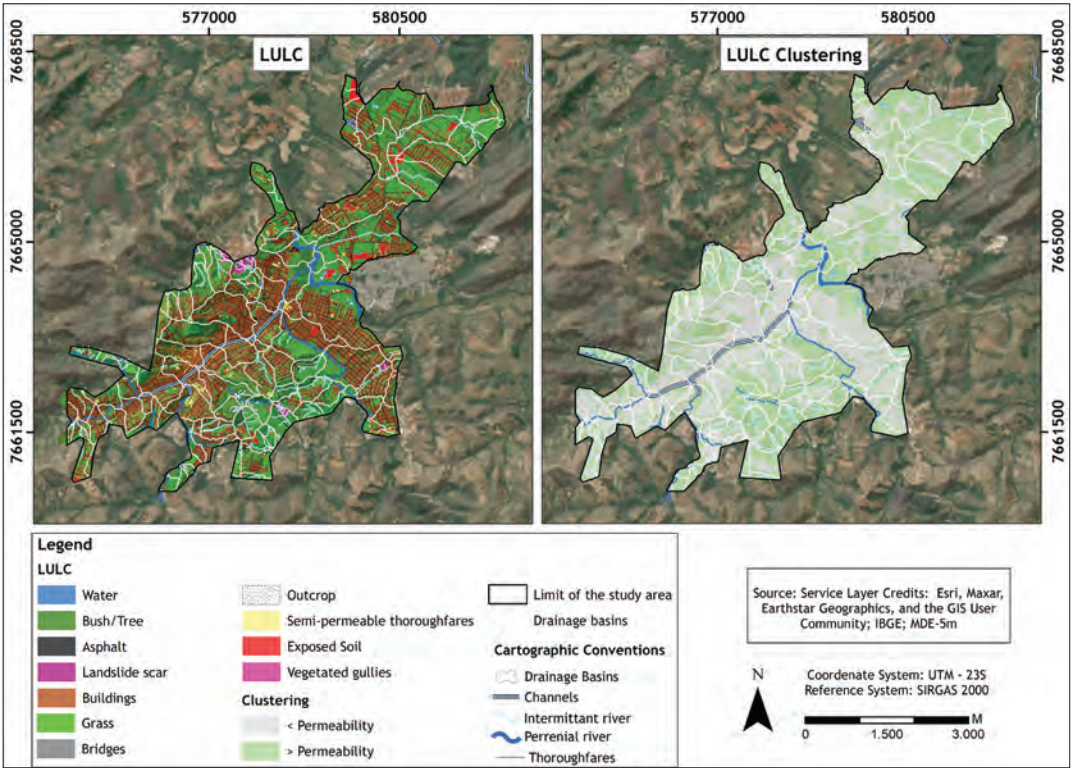 577000 580500 577000 580500
7668500 LULC LULC Clustering 7668500
7665000 7665000
7661500 7661500
Legend
LULC
Water
Bush/Tree
Asphalt
Landslide scar
Buildings
Grass
Bridges
Outcrop
Semi-permeable thoroughfares
Exposed Soil
Vegetated gullies
Clustering
< Permeability
> Permeability
Limit of the study area
Drainage basins
Cartographic Conventions
Drainage Basins
Channels
Intermittant river
Perrenial river
Thoroughfares
Source: Service Layer Credits: Esri, Maxar,
Earthstar Geographics, and the GIS User
Community; IBGE; MDE-5m
N
Coordenate System: UTM - 23S
Reference System: SIRGAS 2000
M
0 1.500 3.000